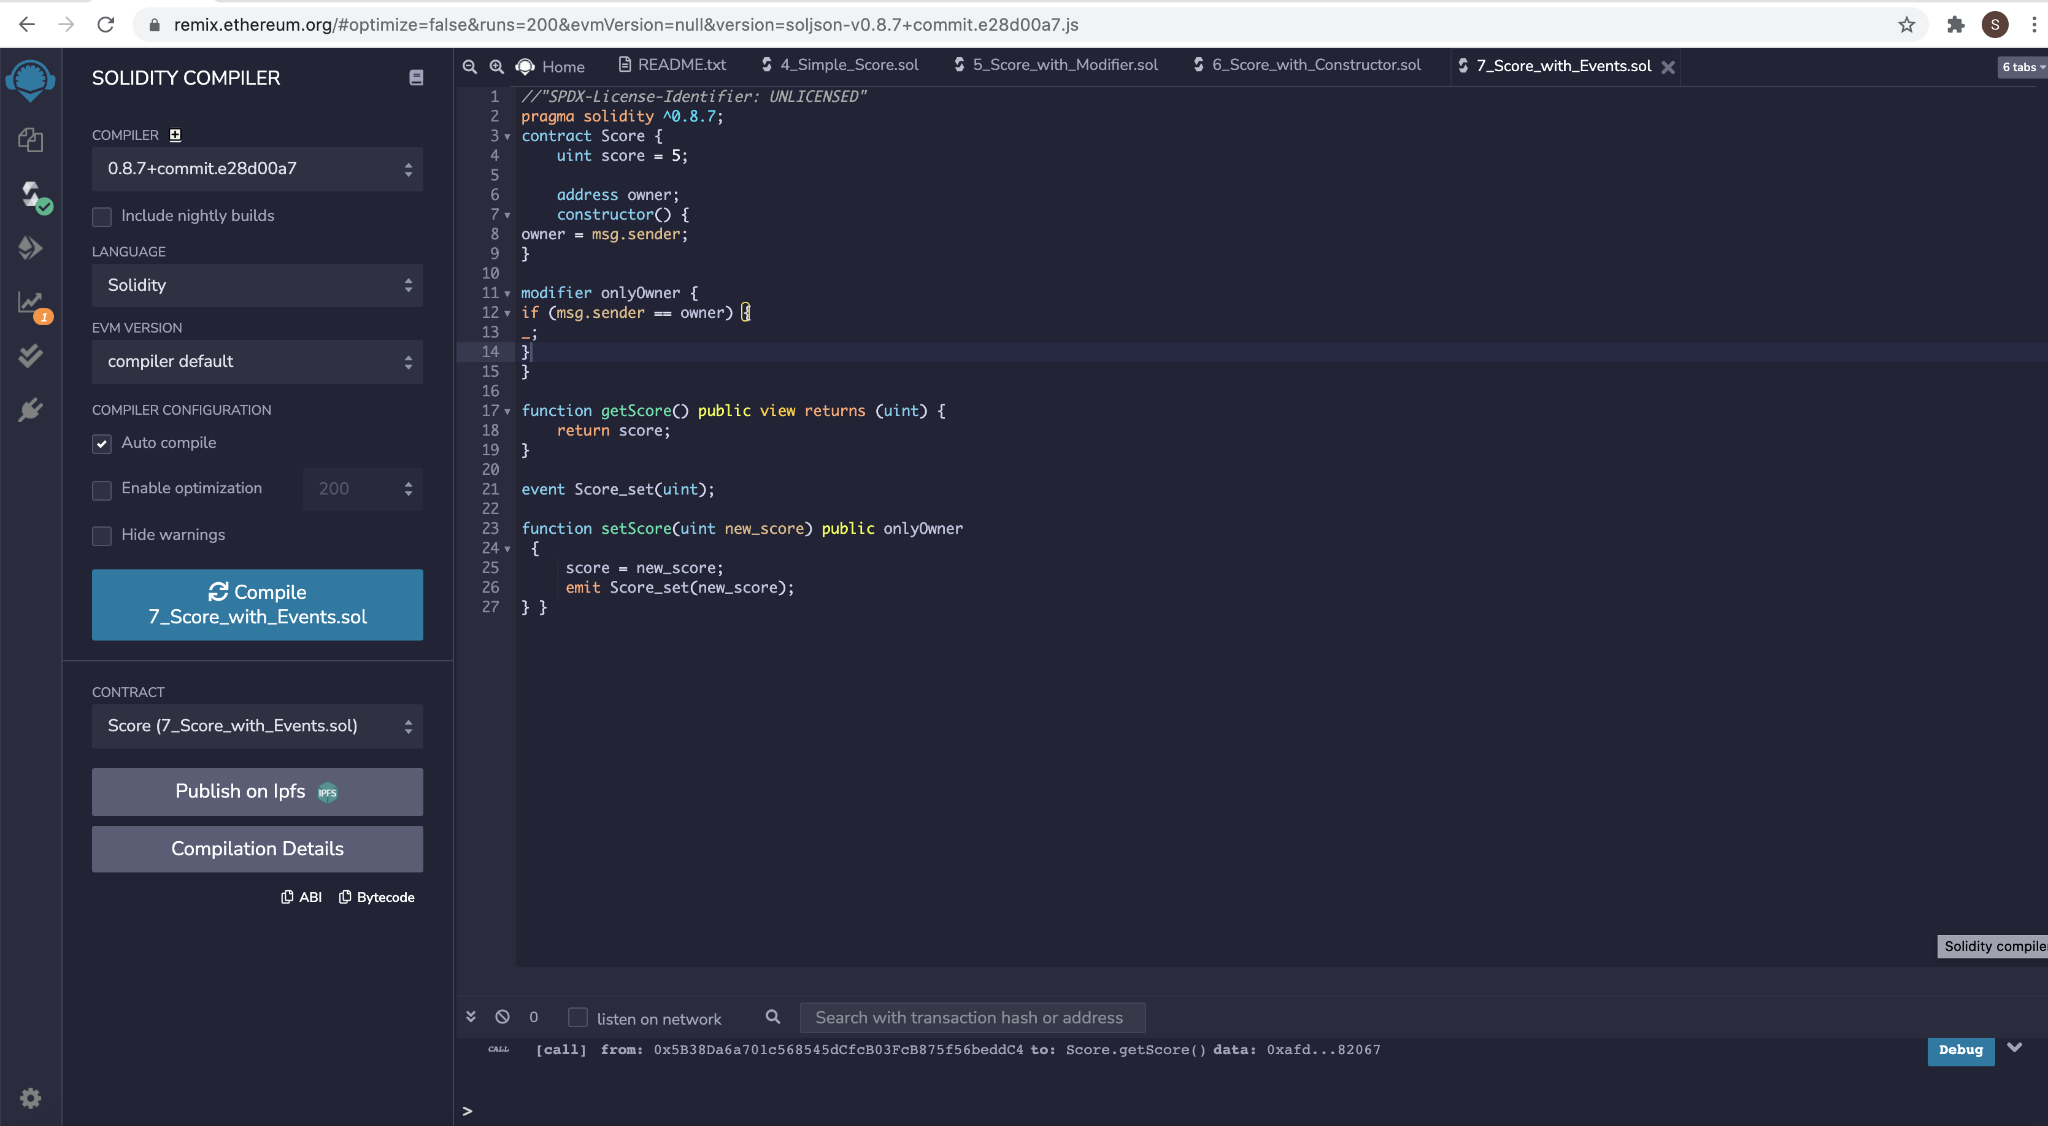 remix.ethereum.org/#optimize=false&runs=200&evmVersion=null&version=soljson-v0.8.7+commit.e28d00a7.js
S
SOLIDITY COMPILER
COMPILER
0.8.7+commit.e28d00a7
Include nightly builds
LANGUAGE
Solidity
EVM VERSION
compiler default
COMPILER CONFIGURATION
Auto compile
Enable optimization 200
Hide warnings
Compile
7_Score_with_Events.sol
CONTRACT
Score (7_Score_with_Events.sol)
Publish on Ipfs IPFS
Compilation Details
ABI Bytecode
1
Home README.txt 4_Simple_Score.sol 5_Score_with_Modifier.sol 6_Score_with_Constructor.sol 7_Score_with_Events.sol 6 tabs
1 //"SPDX-License-Identifier: UNLICENSED"
2 pragma solidity ^0.8.7;
3 contract Score {
4 uint score = 5;
5
6 address owner;
7 constructor() {
8 owner = msg.sender;
9 }
10
11 modifier onlyOwner {
12 if (msg.sender == owner) {
13 _;
14 }
15 }
16
17 function getScore() public view returns (uint) {
18 return score;
19 }
20
21 event Score_set(uint);
22
23 function setScore(uint new_score) public onlyOwner
24 {
25 score = new_score;
26 emit Score_set(new_score);
27 } }
Solidity compile
0 listen on network Search with transaction hash or address
CALL [call] from: 0x5B38Da6a701c568545dCfcB03FcB875f56beddC4 to: Score.getScore() data: 0xafd...82067 Debug
>